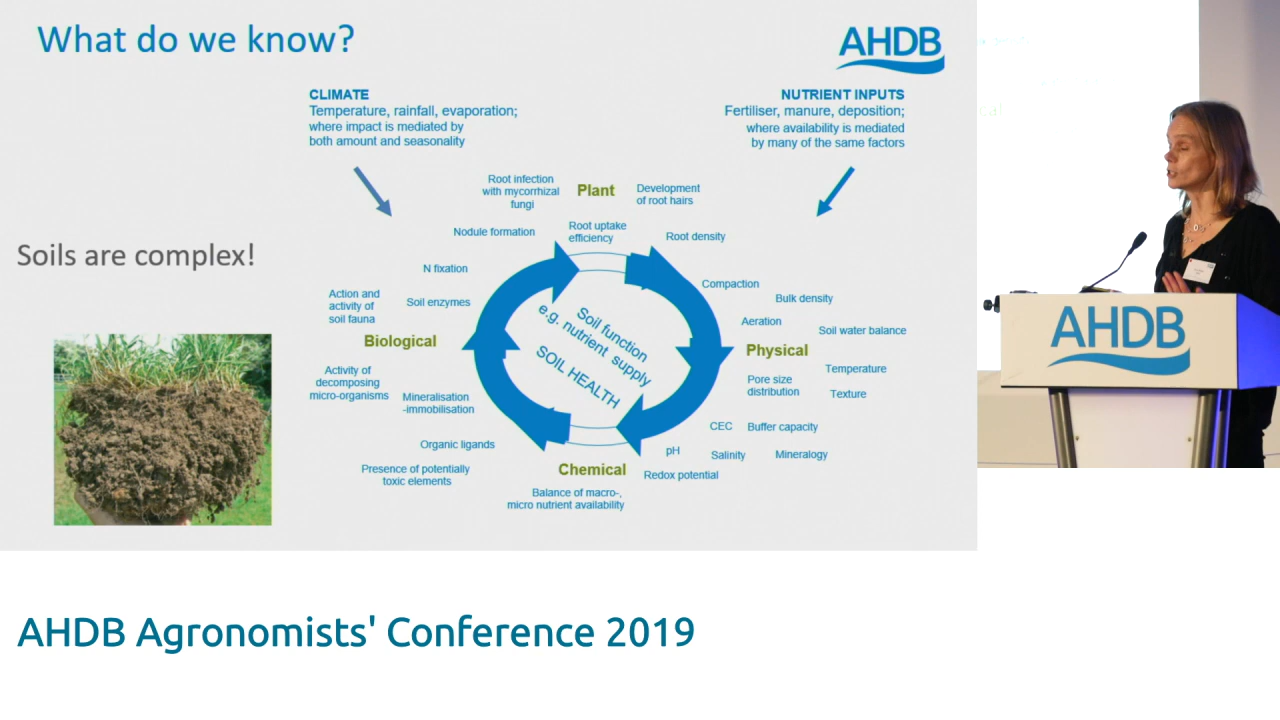 What do we know?
AHDB
CLIMATE
Temperature, rainfall, evaporation;
where impact is mediated by
both amount and seasonality
NUTRIENT INPUTS
Fertiliser, manure, deposition;
where availability is mediated
by many of the same factors
Soils are complex!
Plant
Root infection
with mycorrhizal
fungi
Development
of root hairs
Nodule formation
Root uptake
efficiency
Root density
N fixation
Compaction
Action and
activity of
soil fauna
Soil enzymes
Bulk density
Aeration
Soil water balance
Biological
Physical
Soil function
e.g. nutrient supply
SOIL HEALTH
Activity of
decomposing
micro-organisms
Mineralisation
-immobilisation
Temperature
Pore size
distribution
Texture
Organic ligands
CEC
Buffer capacity
pH
Salinity
Mineralogy
Presence of potentially
toxic elements
Chemical
Redox potential
Balance of macro-,
micro nutrient availability
AHDB
AHDB Agronomists' Conference 2019